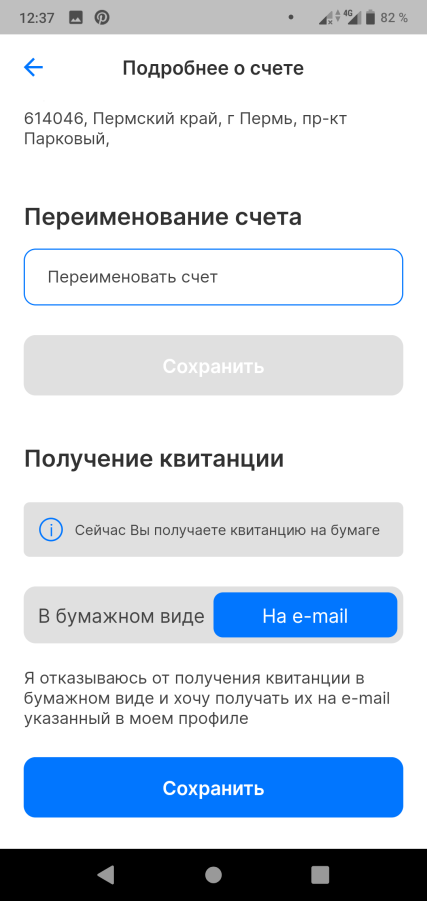 12:37
4G
82 %
Подробнее о счете
614046, Пермский край, г Пермь, пр-кт
Парковый,
Переименование счета
Переименовать счет
Сохранить
Получение квитанции
Сейчас Вы получаете квитанцию на бумаге
В бумажном виде
На e-mail
Я отказываюсь от получения квитанции в
бумажном виде и хочу получать их на e-mail
указанный в моем профиле
Сохранить